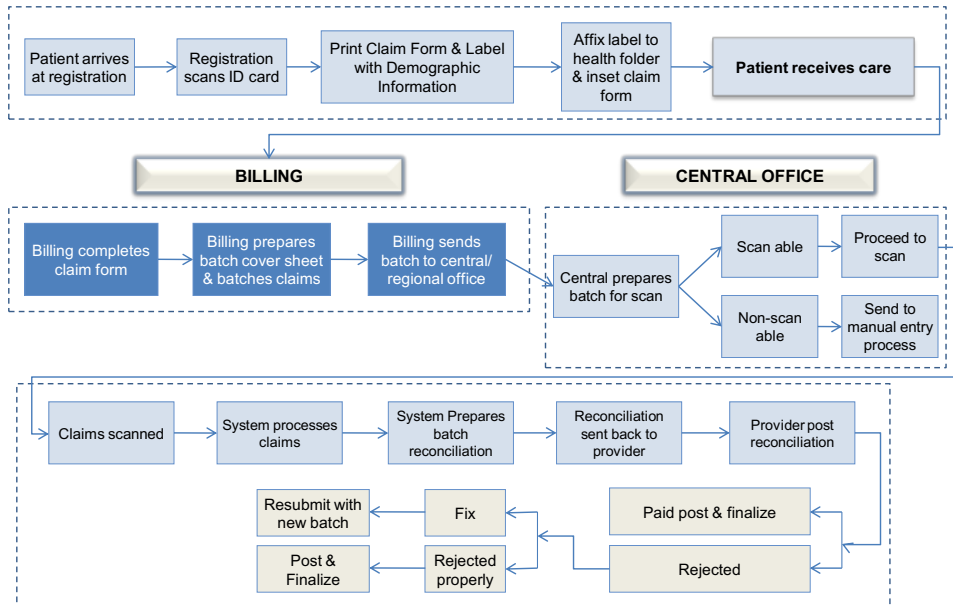 Patient arrives
at registration
Registration
scans ID card
Print Claim Form & Label
with Demographic
Information
Affix label to
health folder
& inset claim
form
Patient receives care
BILLING
CENTRAL OFFICE
Billing completes
claim form
Billing prepares
batch cover sheet
& batches claims
Billing sends
batch to central/
regional office
Central prepares
batch for scan
Scan able
Proceed to
scan
Non-scan
able
Send to
manual entry
process
Claims scanned
System processes
claims
System Prepares
batch
reconciliation
Reconciliation
sent back to
provider
Provider post
reconciliation
Resubmit with
new batch
Fix
Paid post & finalize
Post &
Finalize
Rejected
properly
Rejected